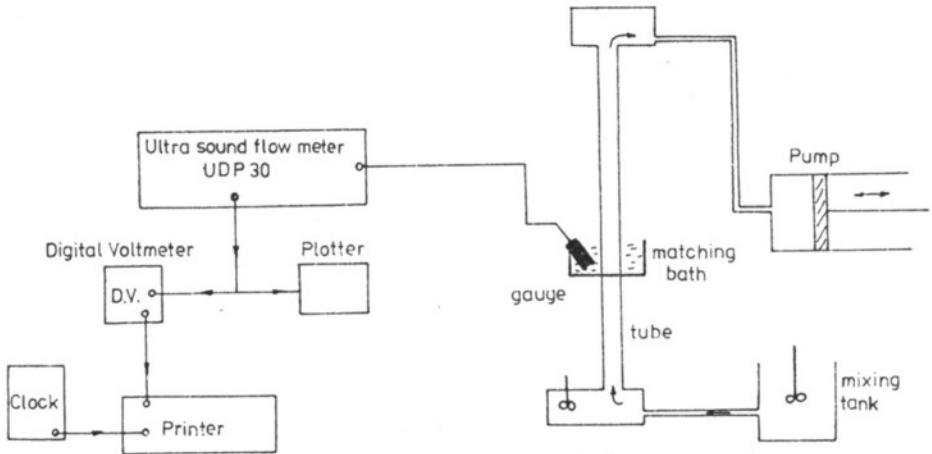 Ultra sound flow meter
UDP 30
Pump
Digital Voltmeter
Plotter
matching
bath
D.V.
gauge
tube
Clock
Printer
mixing
tank